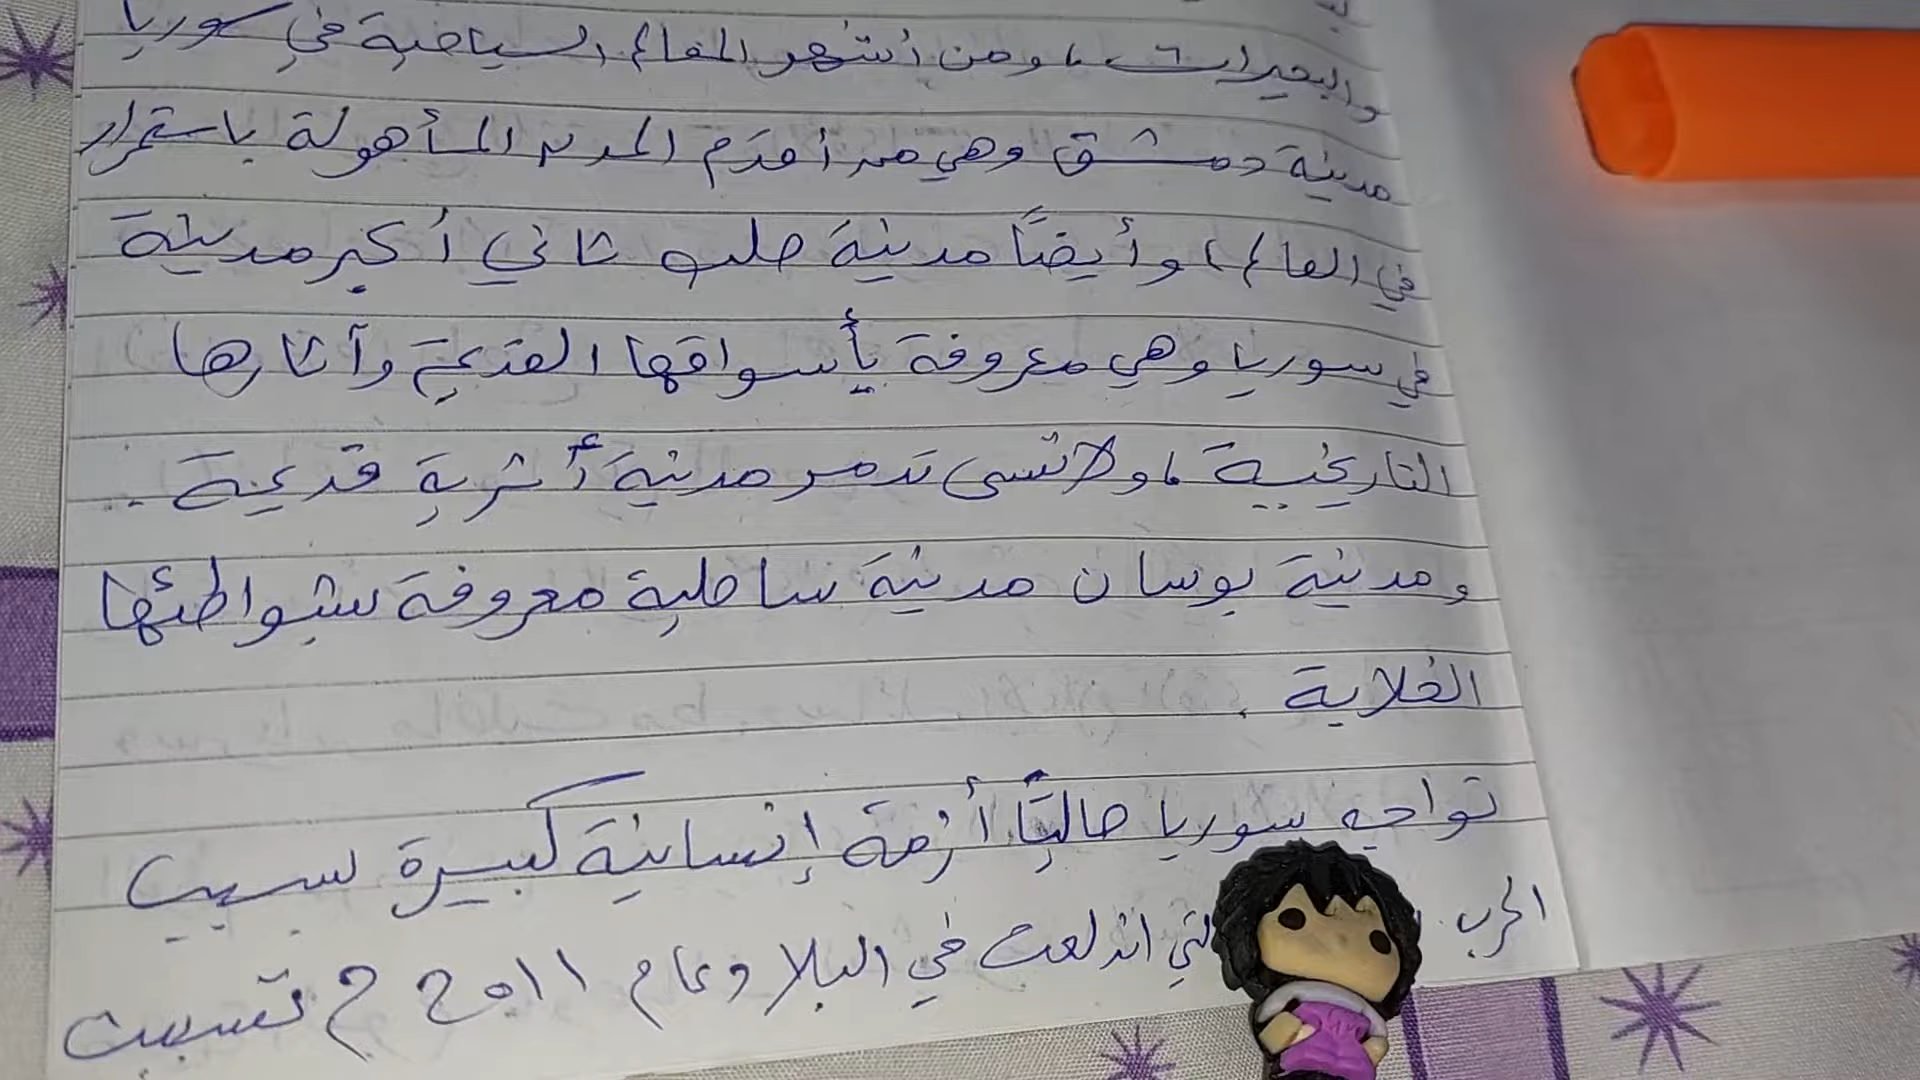 والبحيرات، ومن أشهر المعالم السياحية في سوريا
مدينة دمشق وهي من أقدم المدن المأهولة باستمرار
في العالم، وأيضاً مدينة حلب ثاني أكبر مدينة
في سوريا وهي معروفة بأسواقها القديمة وآثارها
التاريخية، ولا ننسى تدمر مدينة أثرية قديمة.
ومدينة بوسان مدينة ساحلية معروفة بشواطئها
الخلابة.
تواجه سوريا حالياً أزمة إنسانية كبيرة بسبب
الحرب التي اندلعت في البلاد عام 2011 م تسببت